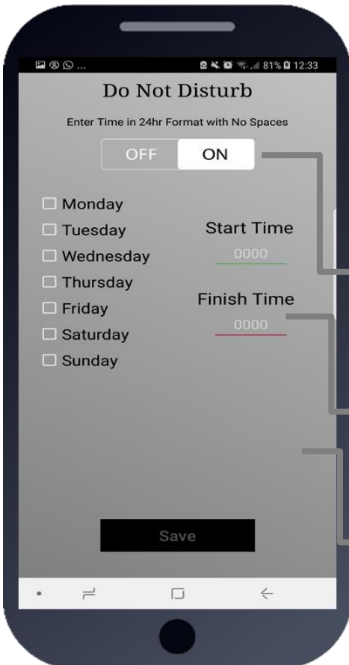 ... 81% 12:33
Do Not Disturb
Enter Time in 24hr Format with No Spaces
OFF ON
Monday
Tuesday Start Time
Wednesday 0000
Thursday
Friday Finish Time
Saturday 0000
Sunday
Save